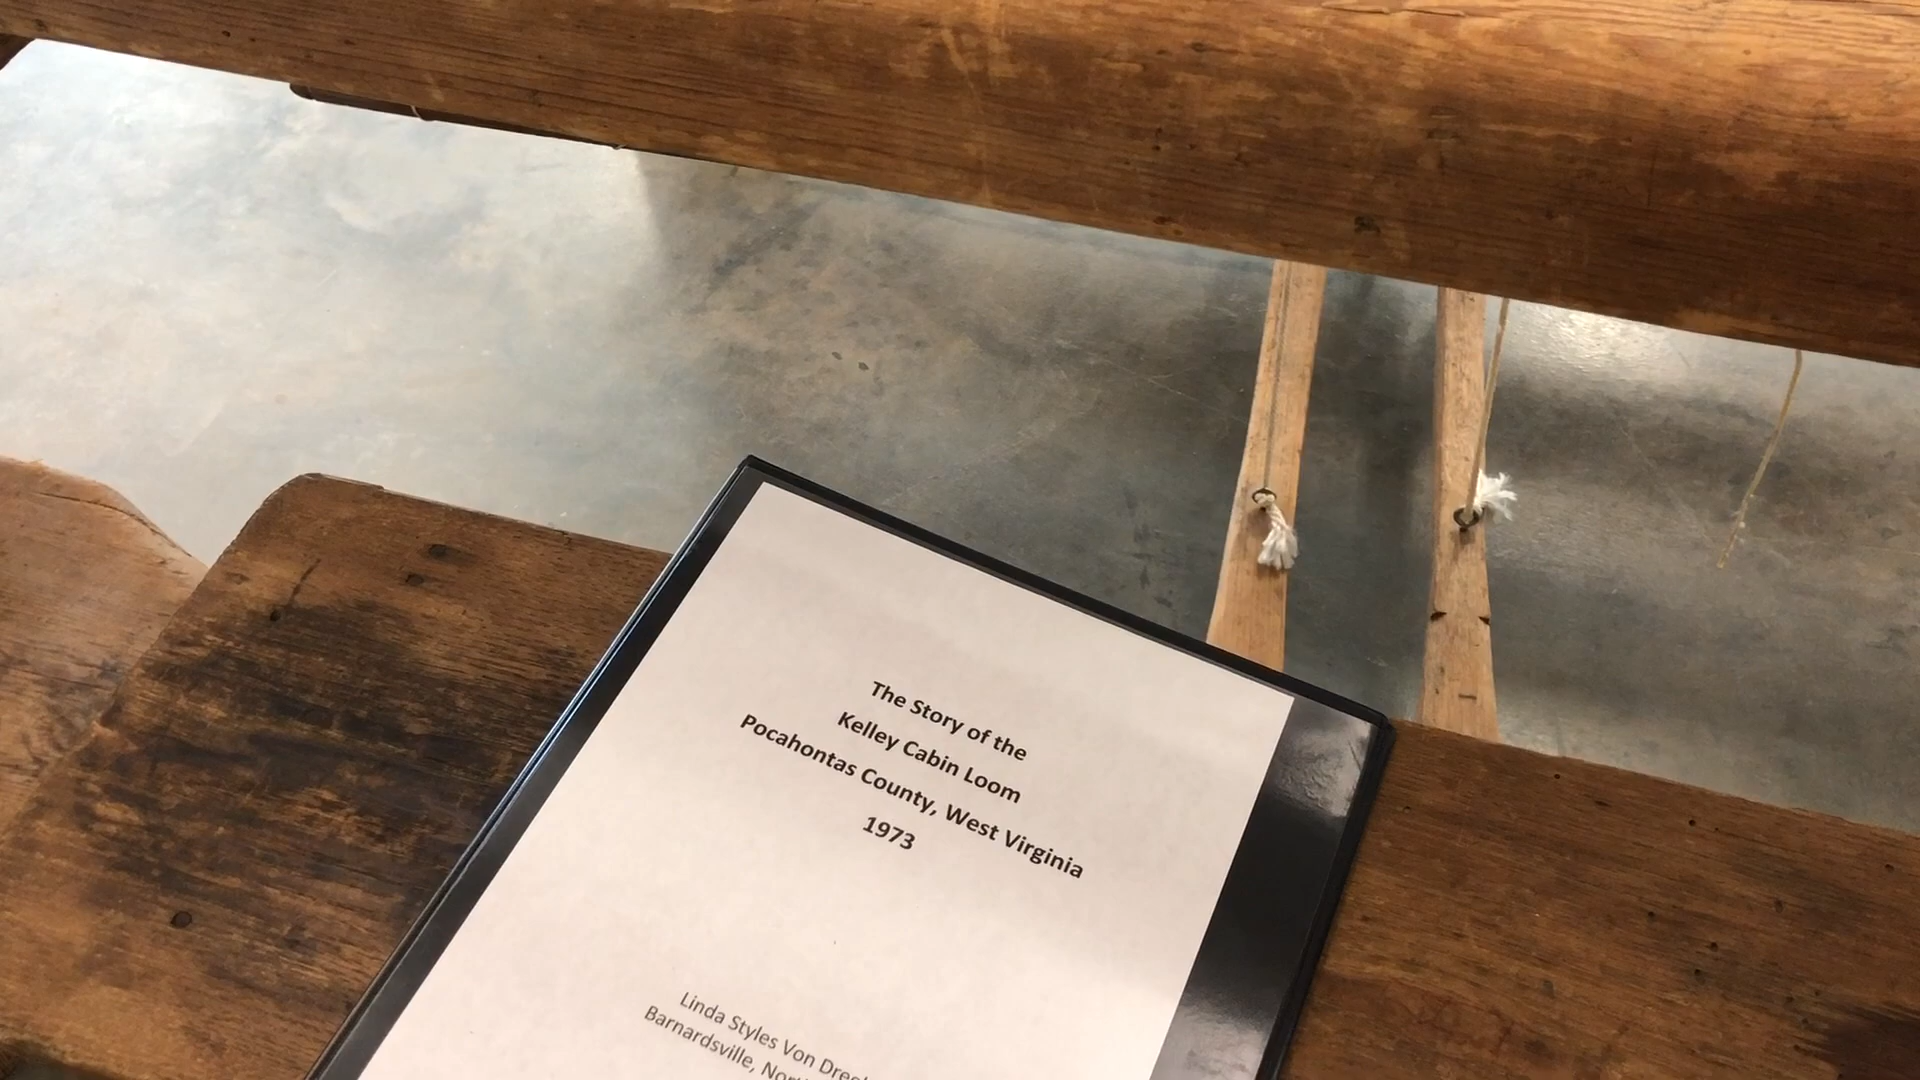 The Story of the
Kelley Cabin Loom
Pocahontas County, West Virginia
1973
Linda Styles Von
Barnardsville,